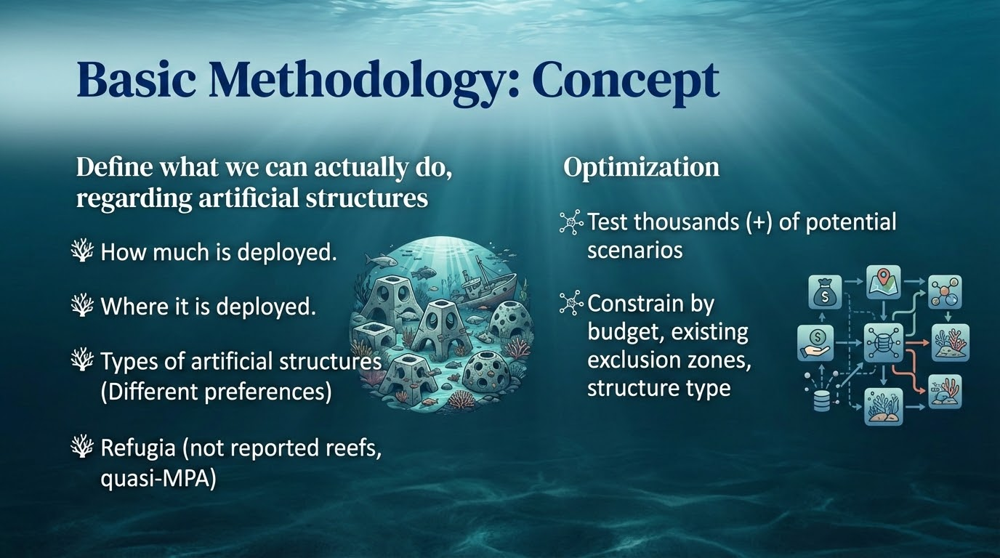 Basic Methodology: Concept
Define what we can actually do,
regarding artificial structures
How much is deployed.
Where it is deployed.
Types of artificial structures
(Different preferences)
Refugia (not reported reefs,
quasi-MPA)
Optimization
Test thousands (+) of potential
scenarios
Constrain by
budget, existing
exclusion zones,
structure type
$
$